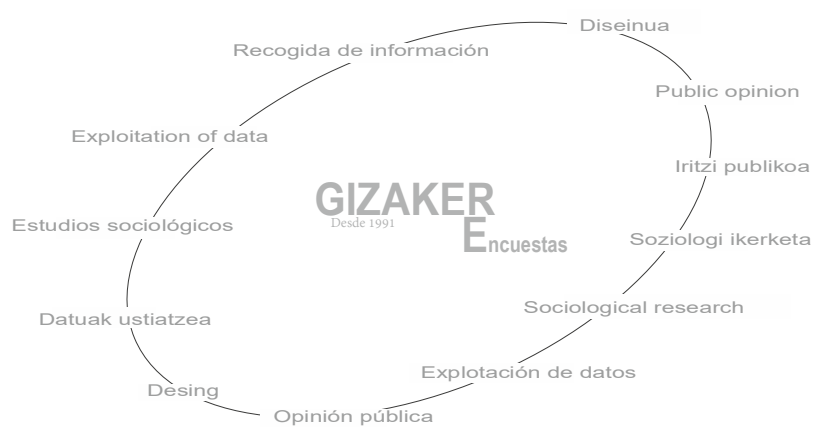 Diseinua
Recogida de información
Public opinion
Exploitation of data
Iritzi publikoa
GIZAKER
Desde 1991
Encuestas
Estudios sociológicos
Soziologi ikerketa
Sociological research
Datuak ustiatzea
Explotación de datos
Desing
Opinión pública